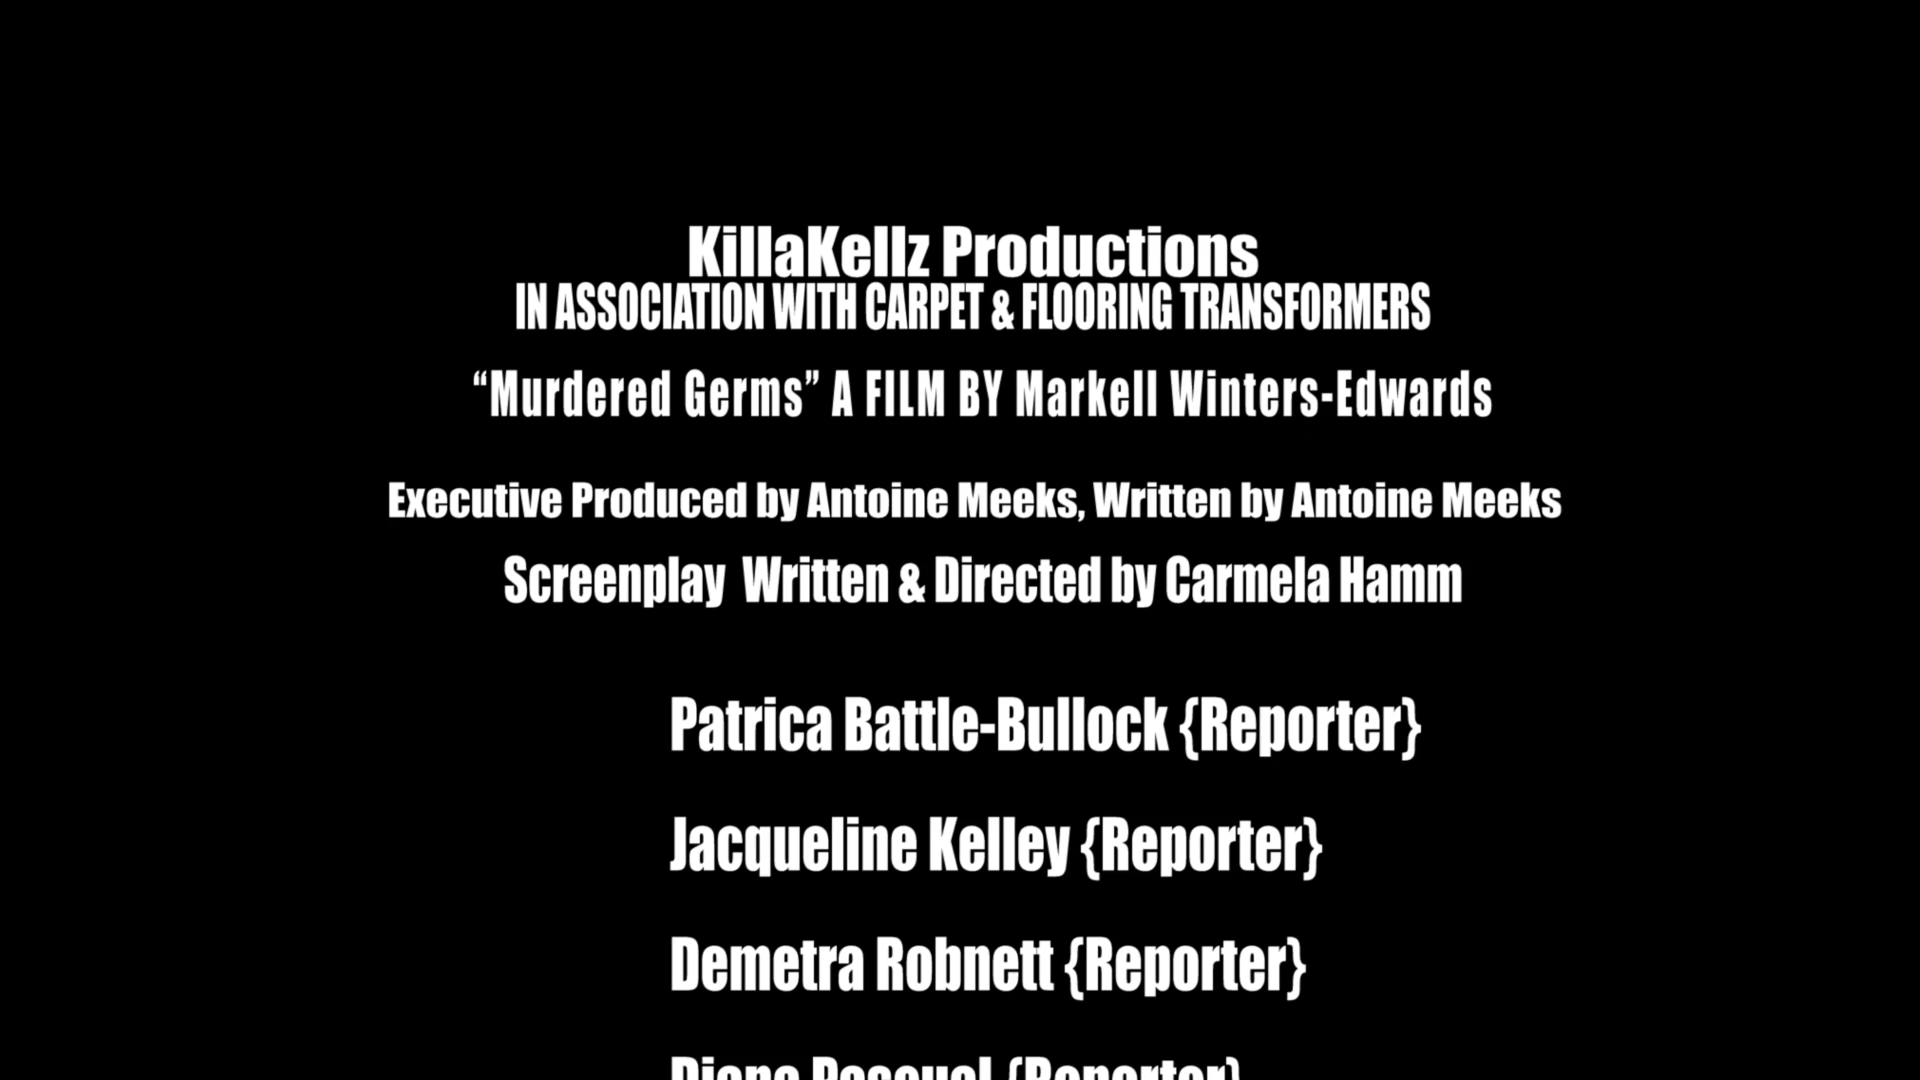 KillaKellz Productions
IN ASSOCIATION WITH CARPET & FLOORING TRANSFORMERS
“Murdered Germs” A FILM BY Markell Winters-Edwards
Executive Produced by Antoine Meeks, Written by Antoine Meeks
Screenplay Written & Directed by Carmela Hamm
Patrica Battle-Bullock {Reporter}
Jacqueline Kelley {Reporter}
Demetra Robnett {Reporter}
{Reporter}